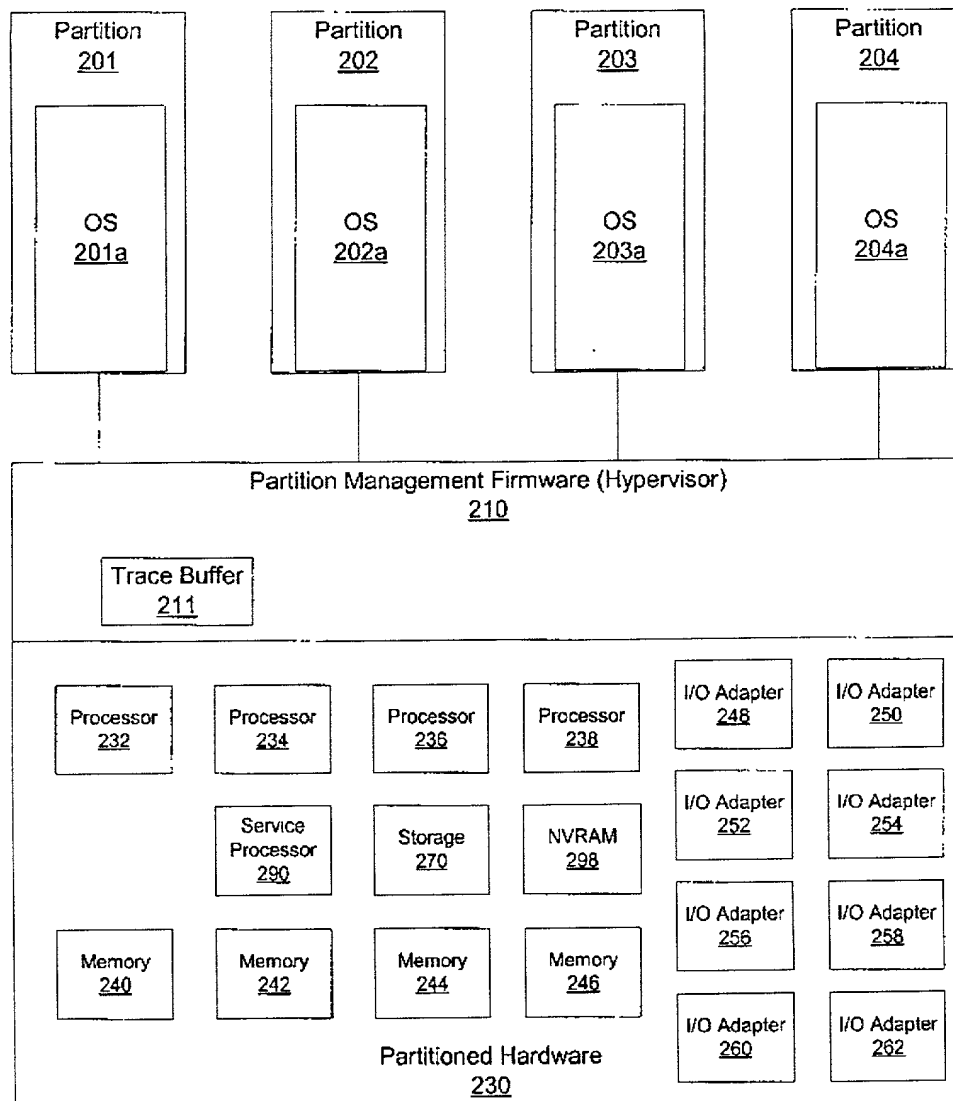 Partition
201
Partition
202
Partition
203
Partition
204
OS
201a
OS
202a
OS
203a
OS
204a
Partition Management Firmware (Hypervisor)
210
Trace Buffer
211
Processor
232
Processor
234
Processor
236
Processor
238
I/O Adapter
248
I/O Adapter
250
Service
Processor
290
Storage
270
NVRAM
298
I/O Adapter
252
I/O Adapter
254
Memory
240
Memory
242
Memory
244
Memory
246
I/O Adapter
256
I/O Adapter
258
I/O Adapter
260
I/O Adapter
262
Partitioned Hardware
230